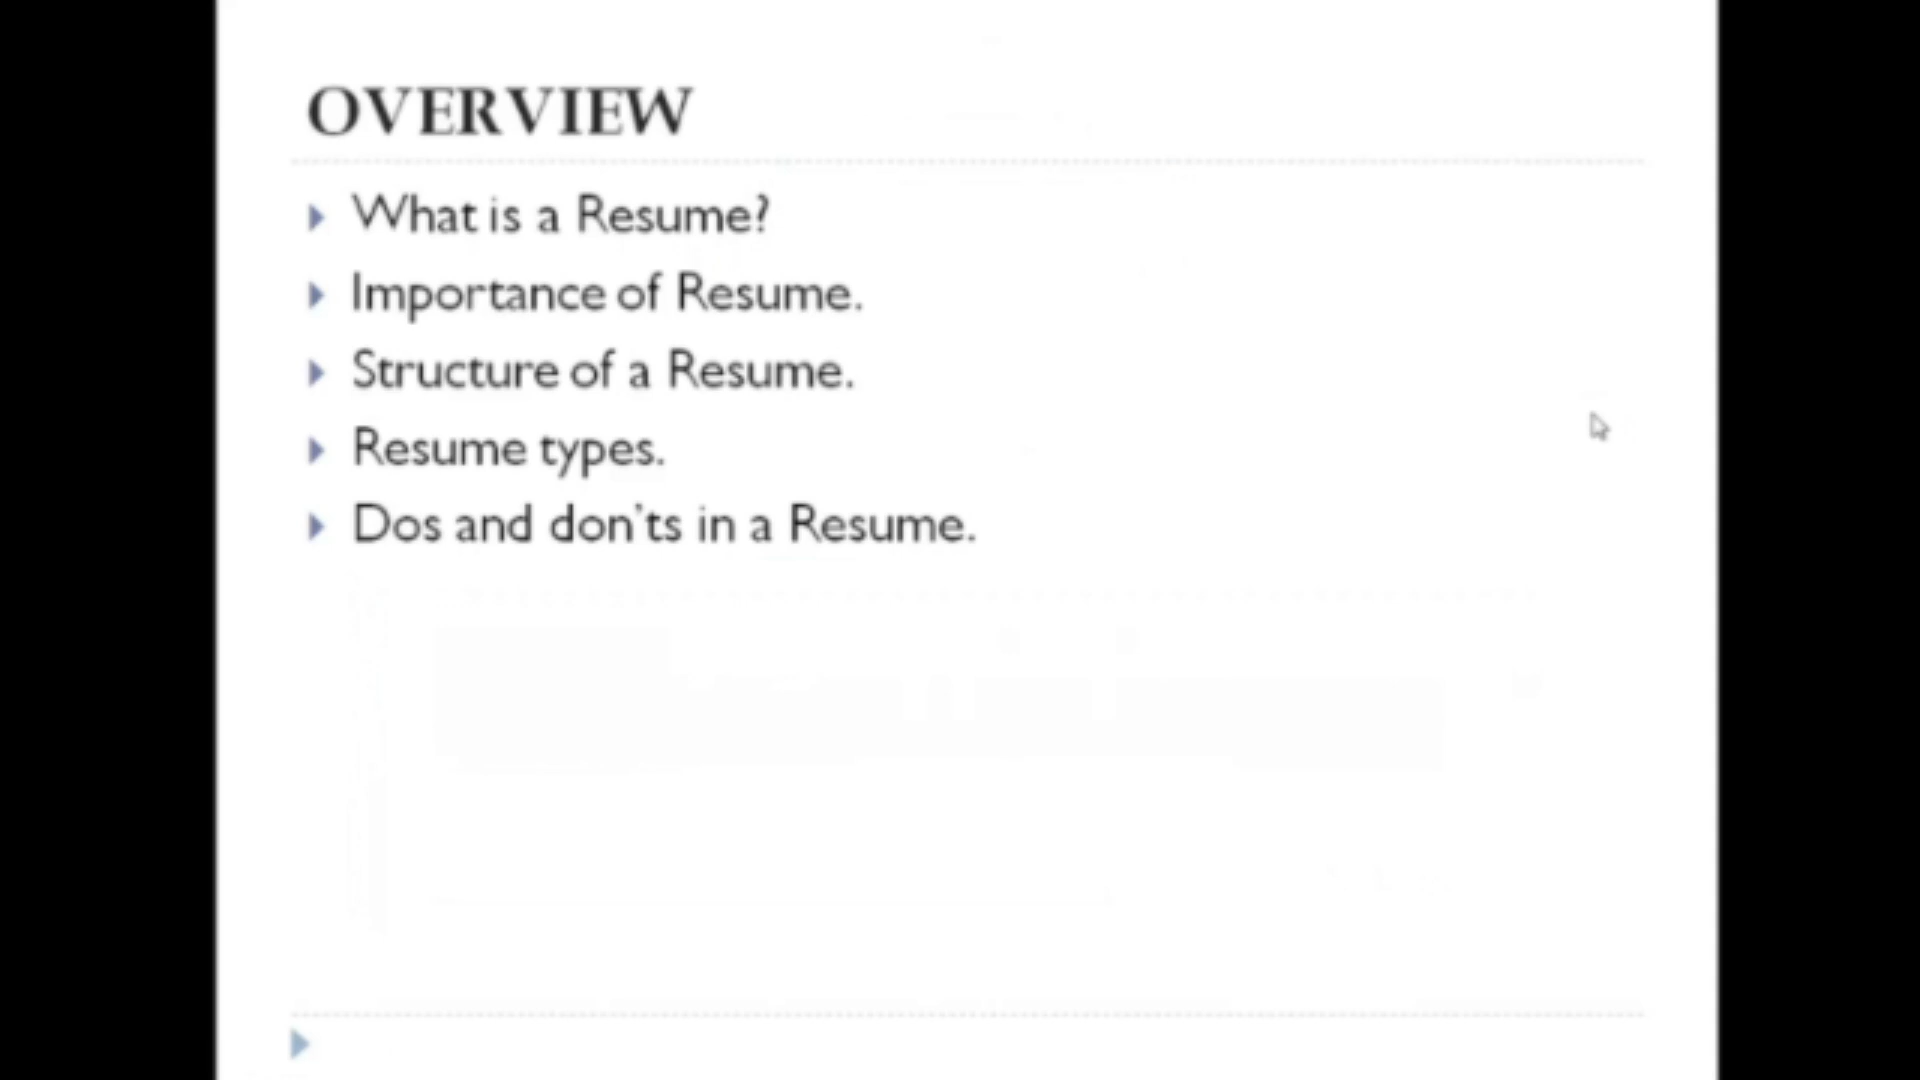 OVERVIEW
What is a Resume?
Importance of Resume.
Structure of a Resume.
Resume types.
Dos and don'ts in a Resume.